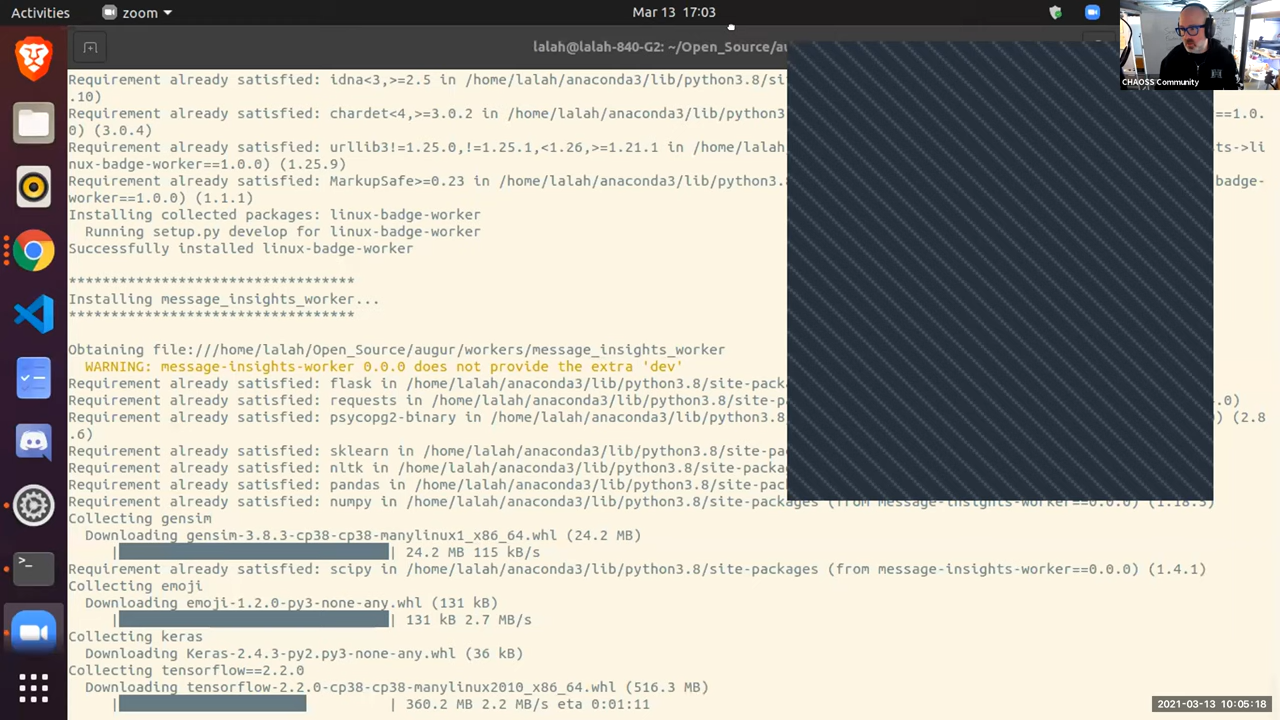 Activities
zoom
Mar 13 17:03
lalah@lalah-840-G2: ~/Open_Source/au
CHAOSS Community
Requirement already satisfied: idna<3,>=2.5 in /home/lalah/anaconda3/lib/python3.8/sit
.10)
Requirement already satisfied: chardet<4,>=3.0.2 in /home/lalah/anaconda3/lib/python3. ==1.0.
0) (3.0.4)
Requirement already satisfied: urllib3!=1.25.0,!=1.25.1,<1.26,>=1.21.1 in /home/lalah ts->li
nux-badge-worker==1.0.0) (1.25.9)
Requirement already satisfied: MarkupSafe>=0.23 in /home/lalah/anaconda3/lib/python3. badge-
worker==1.0.0) (1.1.1)
Installing collected packages: linux-badge-worker
Running setup.py develop for linux-badge-worker
Successfully installed linux-badge-worker
*********************************
Installing message_insights_worker...
*********************************
Obtaining file:///home/lalah/Open_Source/augur/workers/message_insights_worker
WARNING: message-insights-worker 0.0.0 does not provide the extra 'dev'
Requirement already satisfied: flask in /home/lalah/anaconda3/lib/python3.8/site-packa
Requirement already satisfied: requests in /home/lalah/anaconda3/lib/python3.8/site-p .0)
Requirement already satisfied: psycopg2-binary in /home/lalah/anaconda3/lib/python3.8 ) (2.8
.6)
Requirement already satisfied: sklearn in /home/lalah/anaconda3/lib/python3.8/site-pa
Requirement already satisfied: nltk in /home/lalah/anaconda3/lib/python3.8/site-packa
Requirement already satisfied: pandas in /home/lalah/anaconda3/lib/python3.8/site-pac
Requirement already satisfied: numpy in /home/lalah/anaconda3/lib/python3.8/site-packages (from message-insights-worker==0.0.0) (1.18.5)
Collecting gensim
Downloading gensim-3.8.3-cp38-cp38-manylinux1_x86_64.whl (24.2 MB)
| | 24.2 MB 115 kB/s
Requirement already satisfied: scipy in /home/lalah/anaconda3/lib/python3.8/site-packages (from message-insights-worker==0.0.0) (1.4.1)
Collecting emoji
Downloading emoji-1.2.0-py3-none-any.whl (131 kB)
| | 131 kB 2.7 MB/s
Collecting keras
Downloading Keras-2.4.3-py2.py3-none-any.whl (36 kB)
Collecting tensorflow==2.2.0
Downloading tensorflow-2.2.0-cp38-cp38-manylinux2010_x86_64.whl (516.3 MB)
| | 360.2 MB 2.2 MB/s eta 0:01:11
2021-03-13 10:05:18